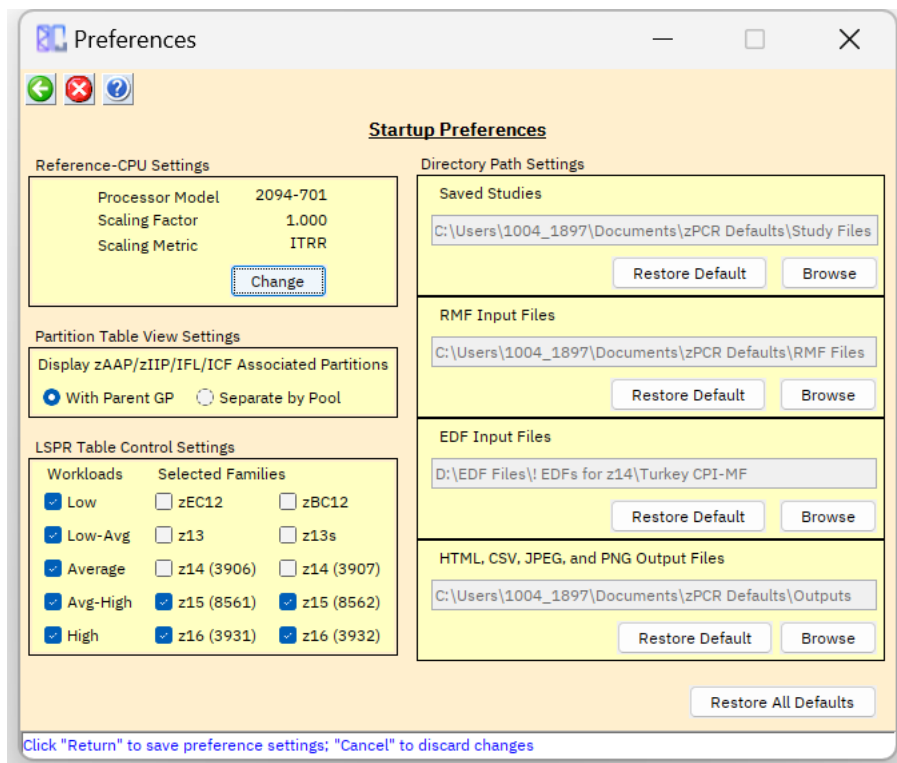 Preferences
Startup Preferences
Reference-CPU Settings
Processor Model 2094-701
Scaling Factor 1.000
Scaling Metric ITRR
Change
Partition Table View Settings
Display zAAP/zIIP/IFL/ICF Associated Partitions
With Parent GP Separate by Pool
LSPR Table Control Settings
Workloads Selected Families
Low zEC12 zBC12
Low-Avg z13 z13s
Average z14 (3906) z14 (3907)
Avg-High z15 (8561) z15 (8562)
High z16 (3931) z16 (3932)
Directory Path Settings
Saved Studies
C:\Users\1004_1897\Documents\zPCR Defaults\Study Files
Restore Default Browse
RMF Input Files
C:\Users\1004_1897\Documents\zPCR Defaults\RMF Files
Restore Default Browse
EDF Input Files
D:\EDF Files\! EDFs for z14\Turkey CPI-MF
Restore Default Browse
HTML, CSV, JPEG, and PNG Output Files
C:\Users\1004_1897\Documents\zPCR Defaults\Outputs
Restore Default Browse
Restore All Defaults
Click "Return" to save preference settings; "Cancel" to discard changes